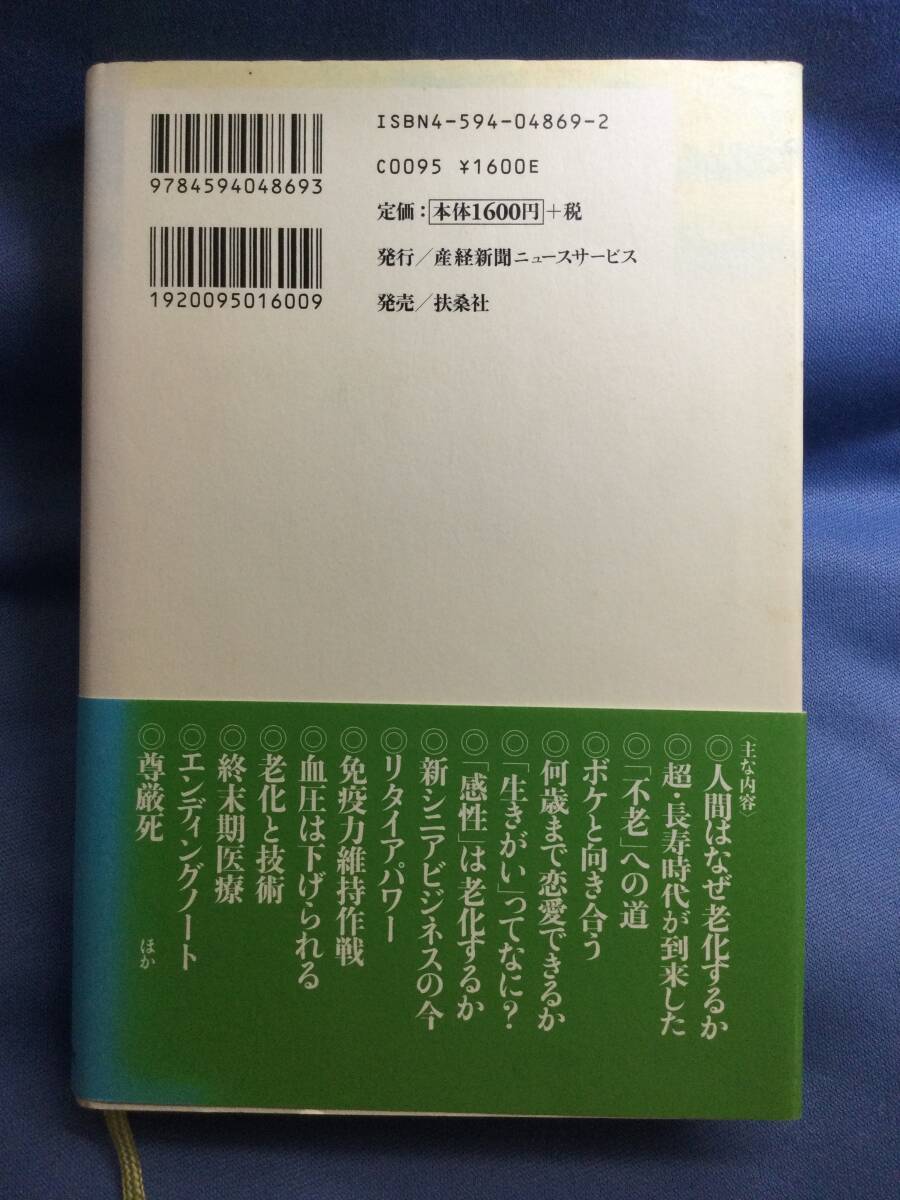 ISBN4-594-04869-2
C0095 ¥1600E
定価：本体1600円＋税
発行／産経新聞ニュースサービス
発売／扶桑社
9784594048693
1920095016009
〈主な内容〉
◎人間はなぜ老化するか
◎超・長寿時代が到来した
◎「不老」への道
◎ボケと向き合う
◎何歳まで恋愛できるか
◎「生きがい」ってなに？
◎「感性」は老化するか
◎新シニアビジネスの今
◎リタイアパワー
◎免疫力維持作戦
◎血圧は下げられる
◎老化と技術
◎終末期医療
◎エンディングノート
◎尊厳死
ほか